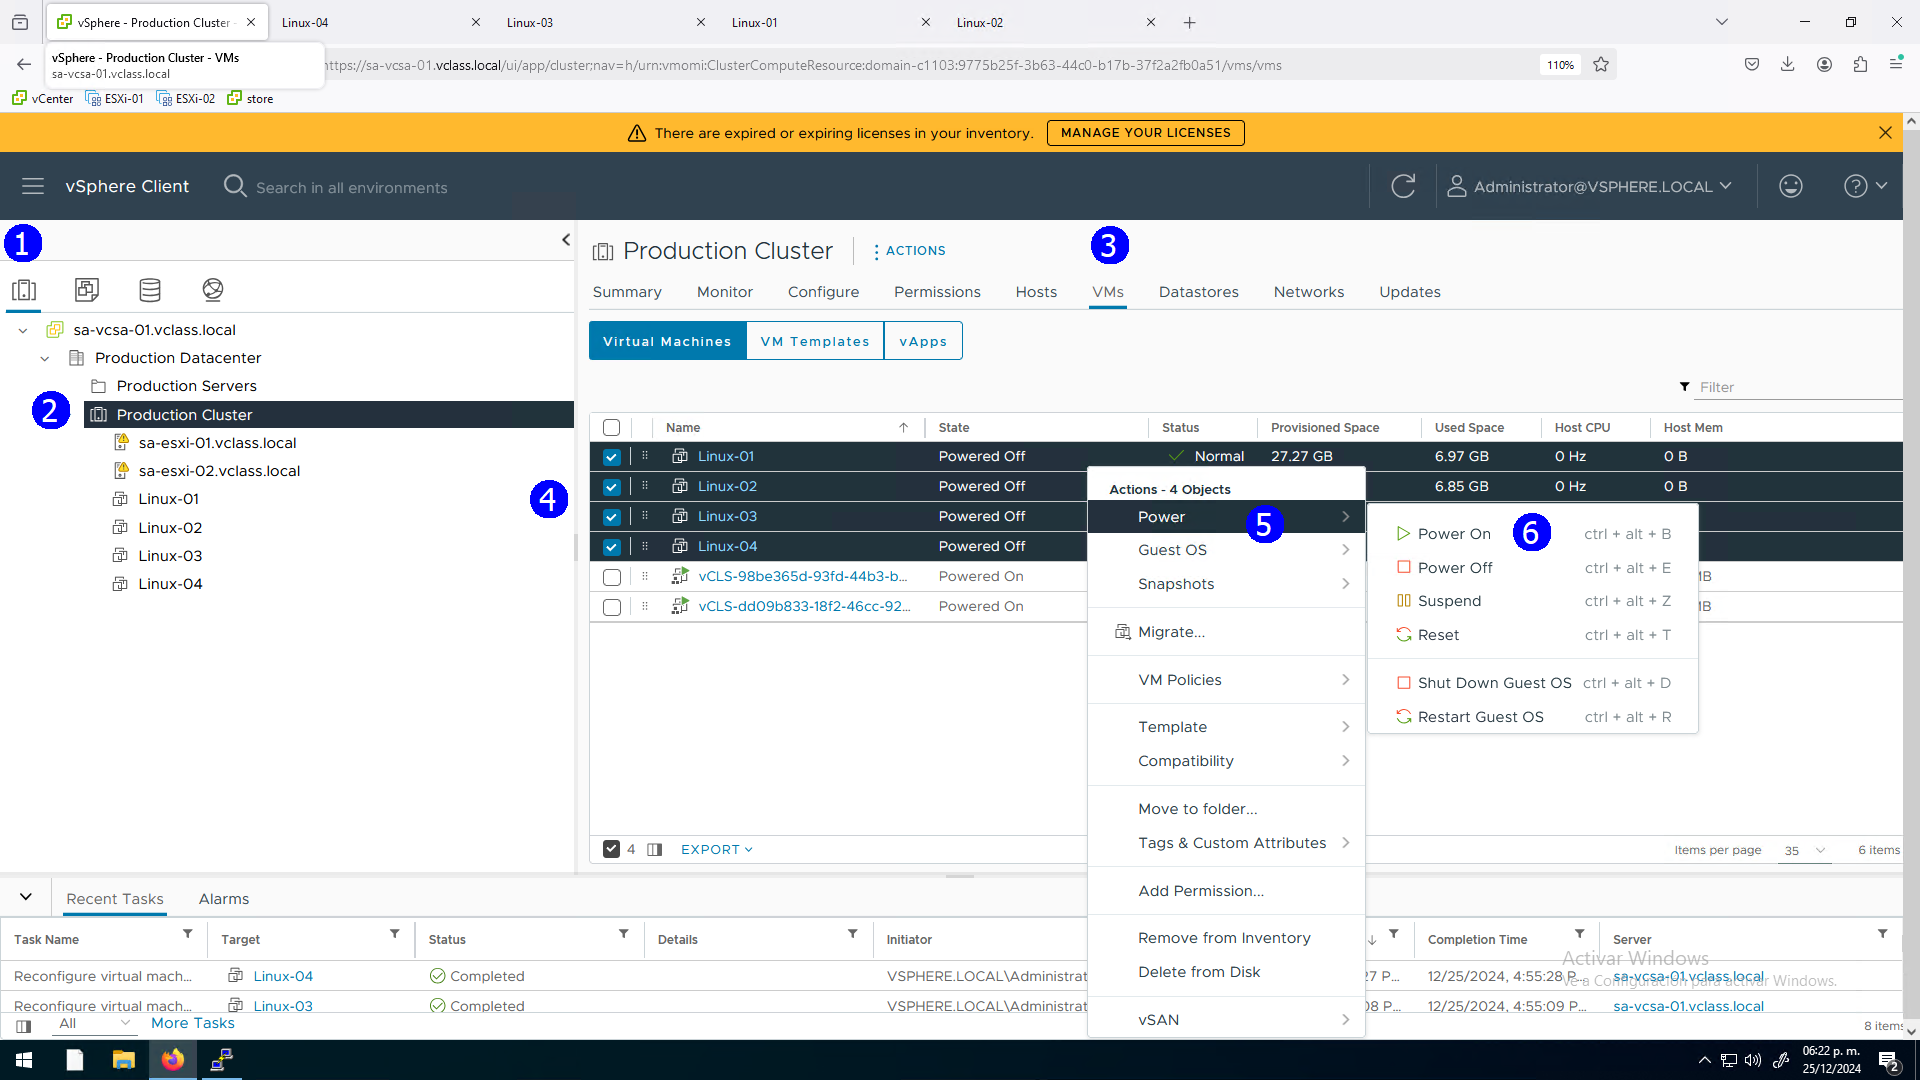 vSphere - Production Cluster -
Linux-04
Linux-03
Linux-01
Linux-02
vSphere - Production Cluster - VMs
sa-vcsa-01.vclass.local
https://sa-vcsa-01.vclass.local/ui/app/cluster;nav=h/urn:vmomi:ClusterComputeResource:domain-c1103:9775b25f-3b63-44c0-b17b-37f2a2fb0a51/vms/vms
110%
vCenter
ESXi-01
ESXi-02
store
There are expired or expiring licenses in your inventory.
MANAGE YOUR LICENSES
vSphere Client
Search in all environments
Administrator@VSPHERE.LOCAL
1
sa-vcsa-01.vclass.local
Production Datacenter
Production Servers
2
Production Cluster
sa-esxi-01.vclass.local
sa-esxi-02.vclass.local
Linux-01
Linux-02
Linux-03
Linux-04
Production Cluster
ACTIONS
3
Summary
Monitor
Configure
Permissions
Hosts
VMs
Datastores
Networks
Updates
Virtual Machines
VM Templates
vApps
Filter
Name
State
Status
Provisioned Space
Used Space
Host CPU
Host Mem
Linux-01 Powered Off Normal 27.27 GB 6.97 GB 0 Hz 0 B
Linux-02 Powered Off 6.85 GB 0 Hz 0 B
4
Linux-03 Powered Off
Linux-04 Powered Off
vCLS-98be365d-93fd-44b3-b... Powered On MB
vCLS-dd09b833-18f2-46cc-92... Powered On MB
Actions - 4 Objects
Power
5
Guest OS
Snapshots
Migrate...
VM Policies
Template
Compatibility
Move to folder...
Tags & Custom Attributes
Add Permission...
Remove from Inventory
Delete from Disk
vSAN
Power On
6
ctrl + alt + B
Power Off ctrl + alt + E
Suspend ctrl + alt + Z
Reset ctrl + alt + T
Shut Down Guest OS ctrl + alt + D
Restart Guest OS ctrl + alt + R
4
EXPORT
Items per page
35
6 items
Recent Tasks
Alarms
Task Name
Target
Status
Details
Initiator
Completion Time
Server
Reconfigure virtual mach... Linux-04 Completed VSPHERE.LOCAL\Administrat 27 P... 12/25/2024, 4:55:28 P... sa-vcsa-01.vclass.local
Reconfigure virtual mach... Linux-03 Completed VSPHERE.LOCAL\Administrat 08 P... 12/25/2024, 4:55:09 P... sa-vcsa-01.vclass.local
Activar Windows
Ve a Configuración para activar Windows.
All
More Tasks
8 items
06:22 p. m.
25/12/2024
2